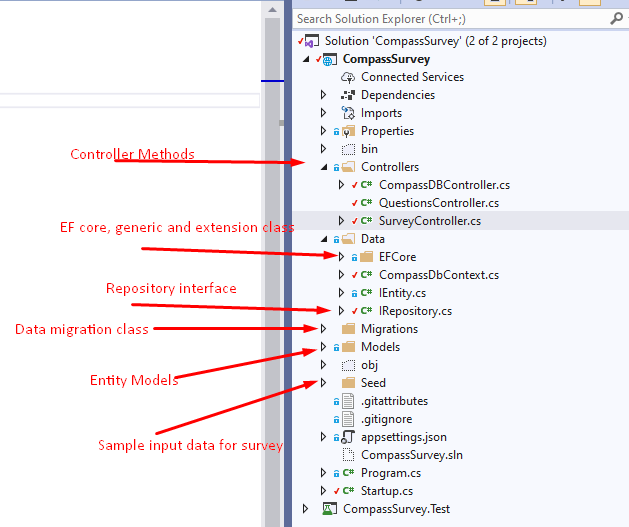 Search Solution Explorer (Ctrl+;)
Solution 'CompassSurvey' (2 of 2 projects)
CompassSurvey
Connected Services
Dependencies
Imports
Properties
bin
Controller Methods
Controllers
C# CompassDBController.cs
C# QuestionsController.cs
C# SurveyController.cs
EF core, generic and extension class
Data
EFCore
C# CompassDbContext.cs
Repository interface
C# IEntity.cs
C# IRepository.cs
Data migration class
Migrations
Models
obj
Entity Models
Seed
.gitattributes
.gitignore
Sample input data for survey
appsettings.json
CompassSurvey.sln
C# Program.cs
C# Startup.cs
CompassSurvey.Test